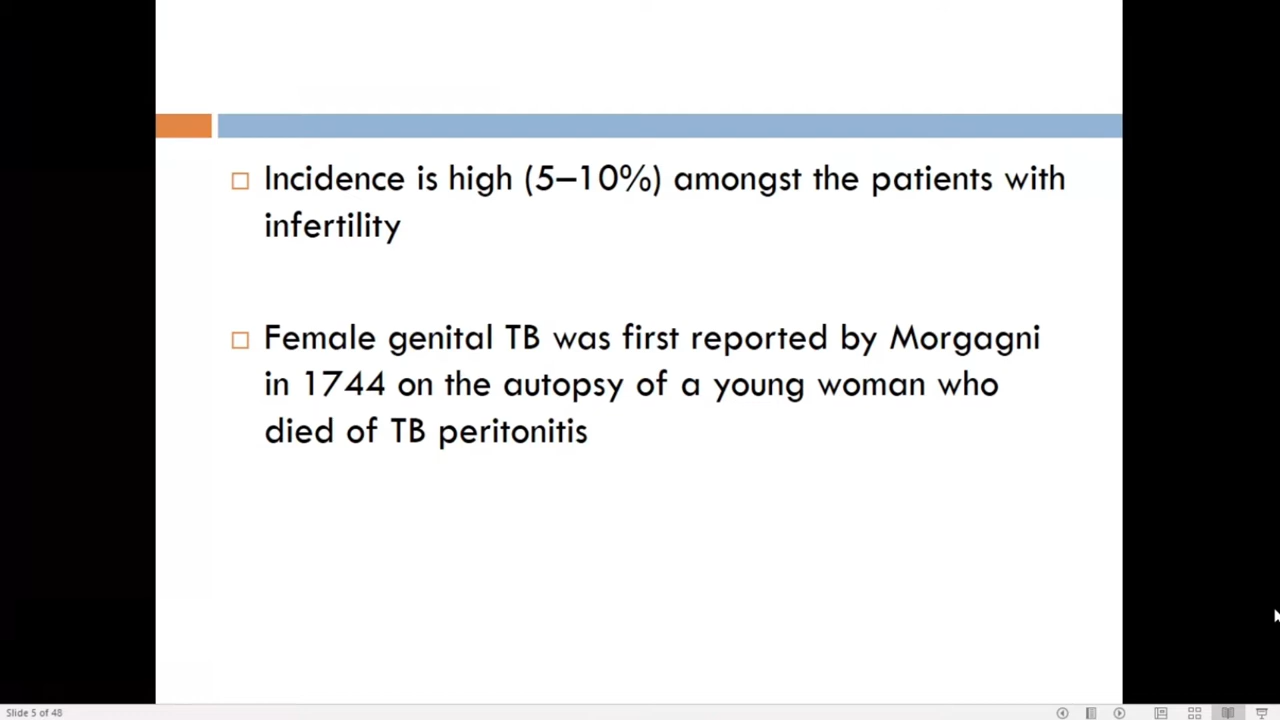 Incidence is high (5–10%) amongst the patients with
infertility
Female genital TB was first reported by Morgagni
in 1744 on the autopsy of a young woman who
died of TB peritonitis
Slide 5 of 48